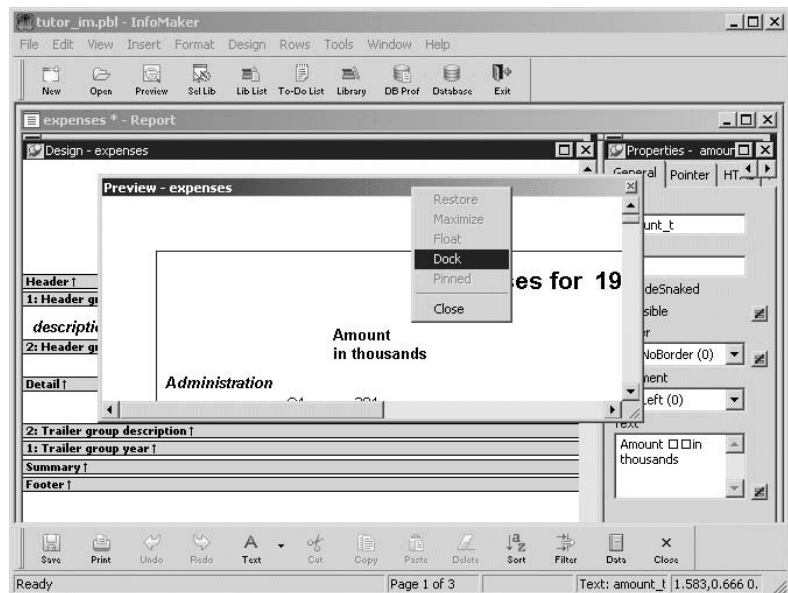 tutor_im.pbl - InfoMaker
File Edit View Insert Format Design Rows Tools Window Help
New Open Preview Sel Lib Lib List To-Do List Library DB Prof Database Exit
expenses * - Report
Design - expenses
Properties - amour
General Pointer HT
Preview - expenses
Restore
Maximize
Float
Dock
Pinned
Close
es for 19
Amount
in thousands
Administration
unt_t
deSnaked
sible
r
NoBorder (0)
ment
Left (0)
Text
Amount □□in
thousands
Header ↑
1: Header g
descripti
2: Header g
Detail ↑
2: Trailer group description ↑
1: Trailer group year ↑
Summary ↑
Footer ↑
Save Print Undo Redo Text Cut Copy Paste Delete Sort Filter Data Close
Ready Page 1 of 3 Text: amount_t 1.583,0.666 0.